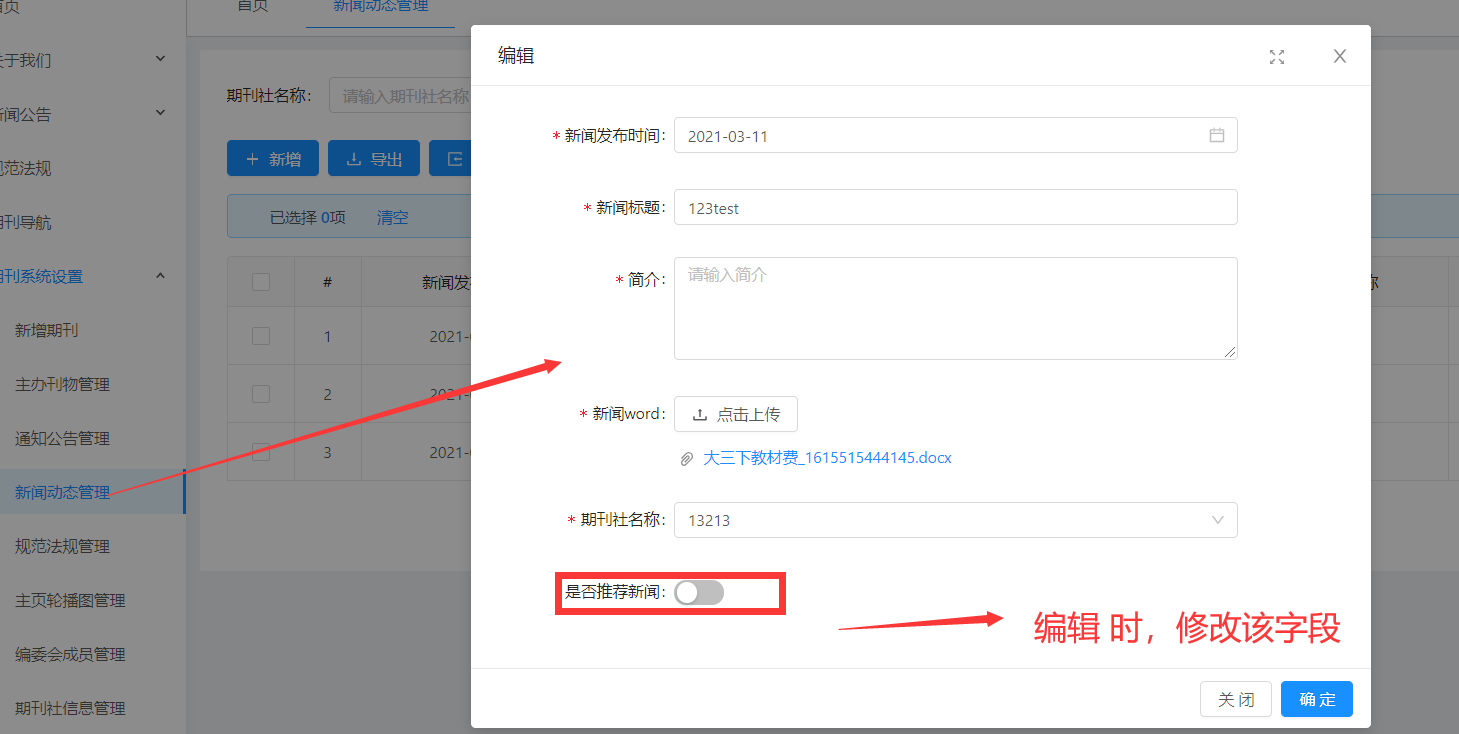 首页
首页
新闻动态管理
编辑
关于我们
期刊社名称:
请输入期刊社名称
新闻公告
* 新闻发布时间:
2021-03-11
新增
导出
规范法规
* 新闻标题:
123test
已选择 0项
清空
期刊导航
* 简介:
请输入简介
期刊系统设置
#
新闻发
称
新增期刊
1
2021-
主办刊物管理
2
2021-
* 新闻word:
点击上传
通知公告管理
3
2021-
大三下教材费_1615515444145.docx
新闻动态管理
* 期刊社名称:
13213
规范法规管理
是否推荐新闻:
主页轮播图管理
编辑 时，修改该字段
编委会成员管理
期刊社信息管理
关 闭
确 定